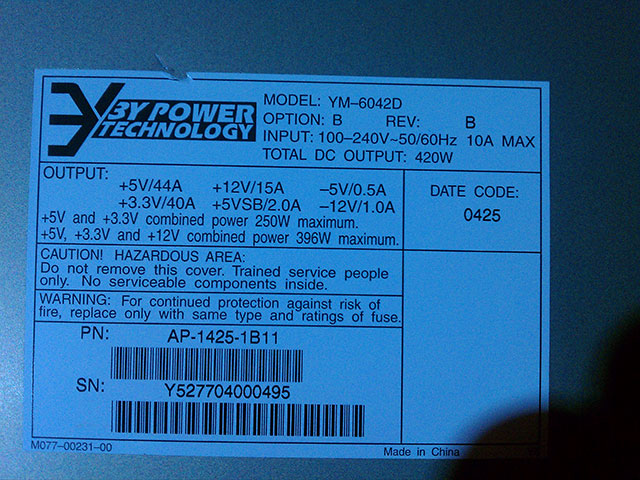 3Y 3Y POWER
TECHNOLOGY
MODEL: YM-6042D
OPTION: B REV: B
INPUT: 100-240V~50/60Hz 10A MAX
TOTAL DC OUTPUT: 420W
OUTPUT:
+5V/44A +12V/15A -5V/0.5A
+3.3V/40A +5VSB/2.0A -12V/1.0A
+5V and +3.3V combined power 250W maximum.
+5V, +3.3V and +12V combined power 396W maximum.
DATE CODE:
0425
CAUTION! HAZARDOUS AREA:
Do not remove this cover. Trained service people
only. No serviceable components inside.
WARNING: For continued protection against risk of
fire, replace only with same type and ratings of fuse.
PN: AP-1425-1B11
SN: Y527704000495
M077-00231-00
Made in China